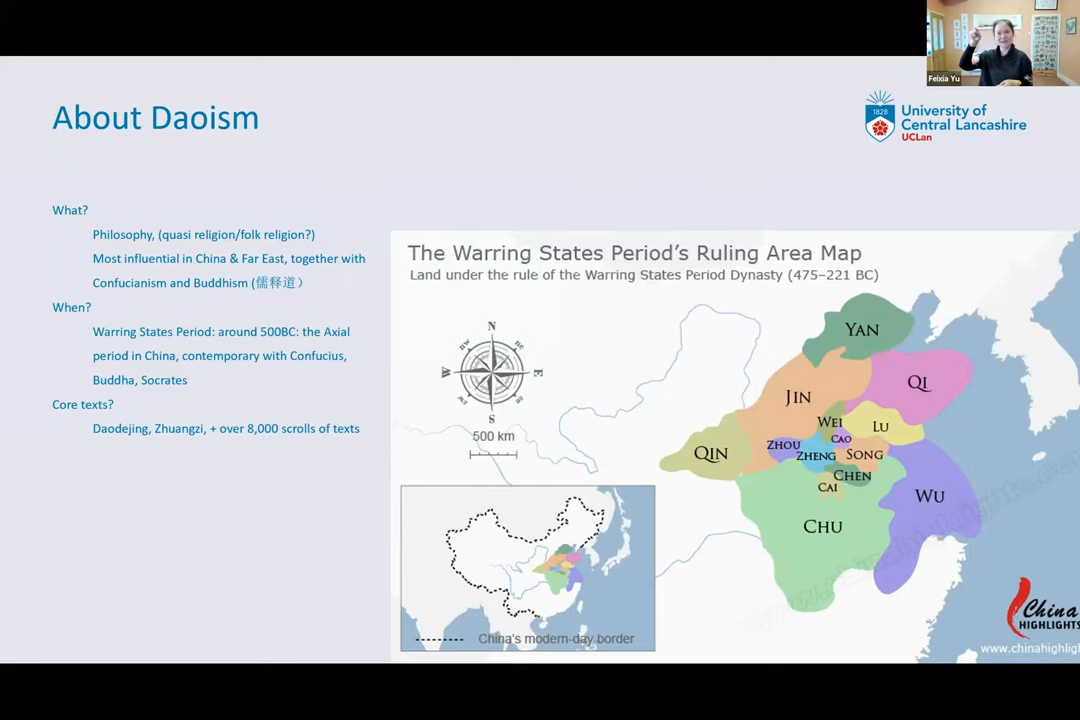 Feixia Yu
About Daoism
1828
University of
Central Lancashire
UCLan
What?
Philosophy, (quasi religion/folk religion?)
Most influential in China & Far East, together with
Confucianism and Buddhism (儒释道）
When?
Warring States Period: around 500BC: the Axial
period in China, contemporary with Confucius,
Buddha, Socrates
Core texts?
Daodejing, Zhuangzi, + over 8,000 scrolls of texts
The Warring States Period's Ruling Area Map
Land under the rule of the Warring States Period Dynasty (475–221 BC)
N
W
E
S
500 km
YAN
QI
JIN
WEI
LU
CAO
ZHOU
ZHENG
SONG
QIN
CHEN
CAI
WU
CHU
China's modern-day border
China
HIGHLIGHTS
www.chinahighlig